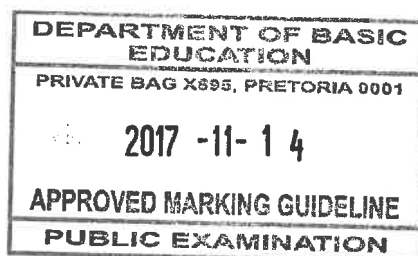 DEPARTMENT OF BASIC
EDUCATION
PRIVATE BAG X895, PRETORIA 0001
2017 -11- 1 4
APPROVED MARKING GUIDELINE
PUBLIC EXAMINATION